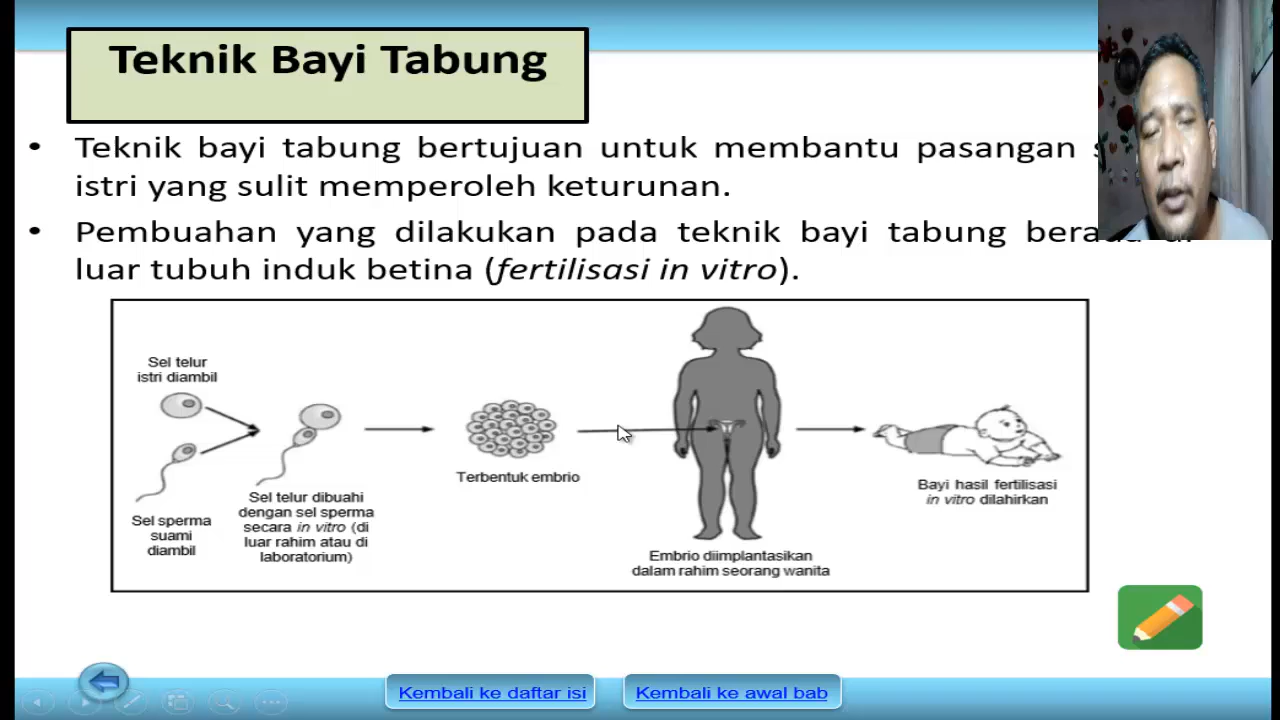 Teknik Bayi Tabung
• Teknik bayi tabung bertujuan untuk membantu pasangan
istri yang sulit memperoleh keturunan.
• Pembuahan yang dilakukan pada teknik bayi tabung
luar tubuh induk betina (fertilisasi in vitro).
Sel telur
istri diambil
Sel sperma
suami
diambil
Sel telur dibuahi
dengan sel sperma
secara in vitro (di
luar rahim atau di
laboratorium)
Terbentuk embrio
Embrio diimplantasikan
dalam rahim seorang wanita
Bayi hasil fertilisasi
in vitro dilahirkan
Kembali ke daftar isi
Kembali ke awal bab